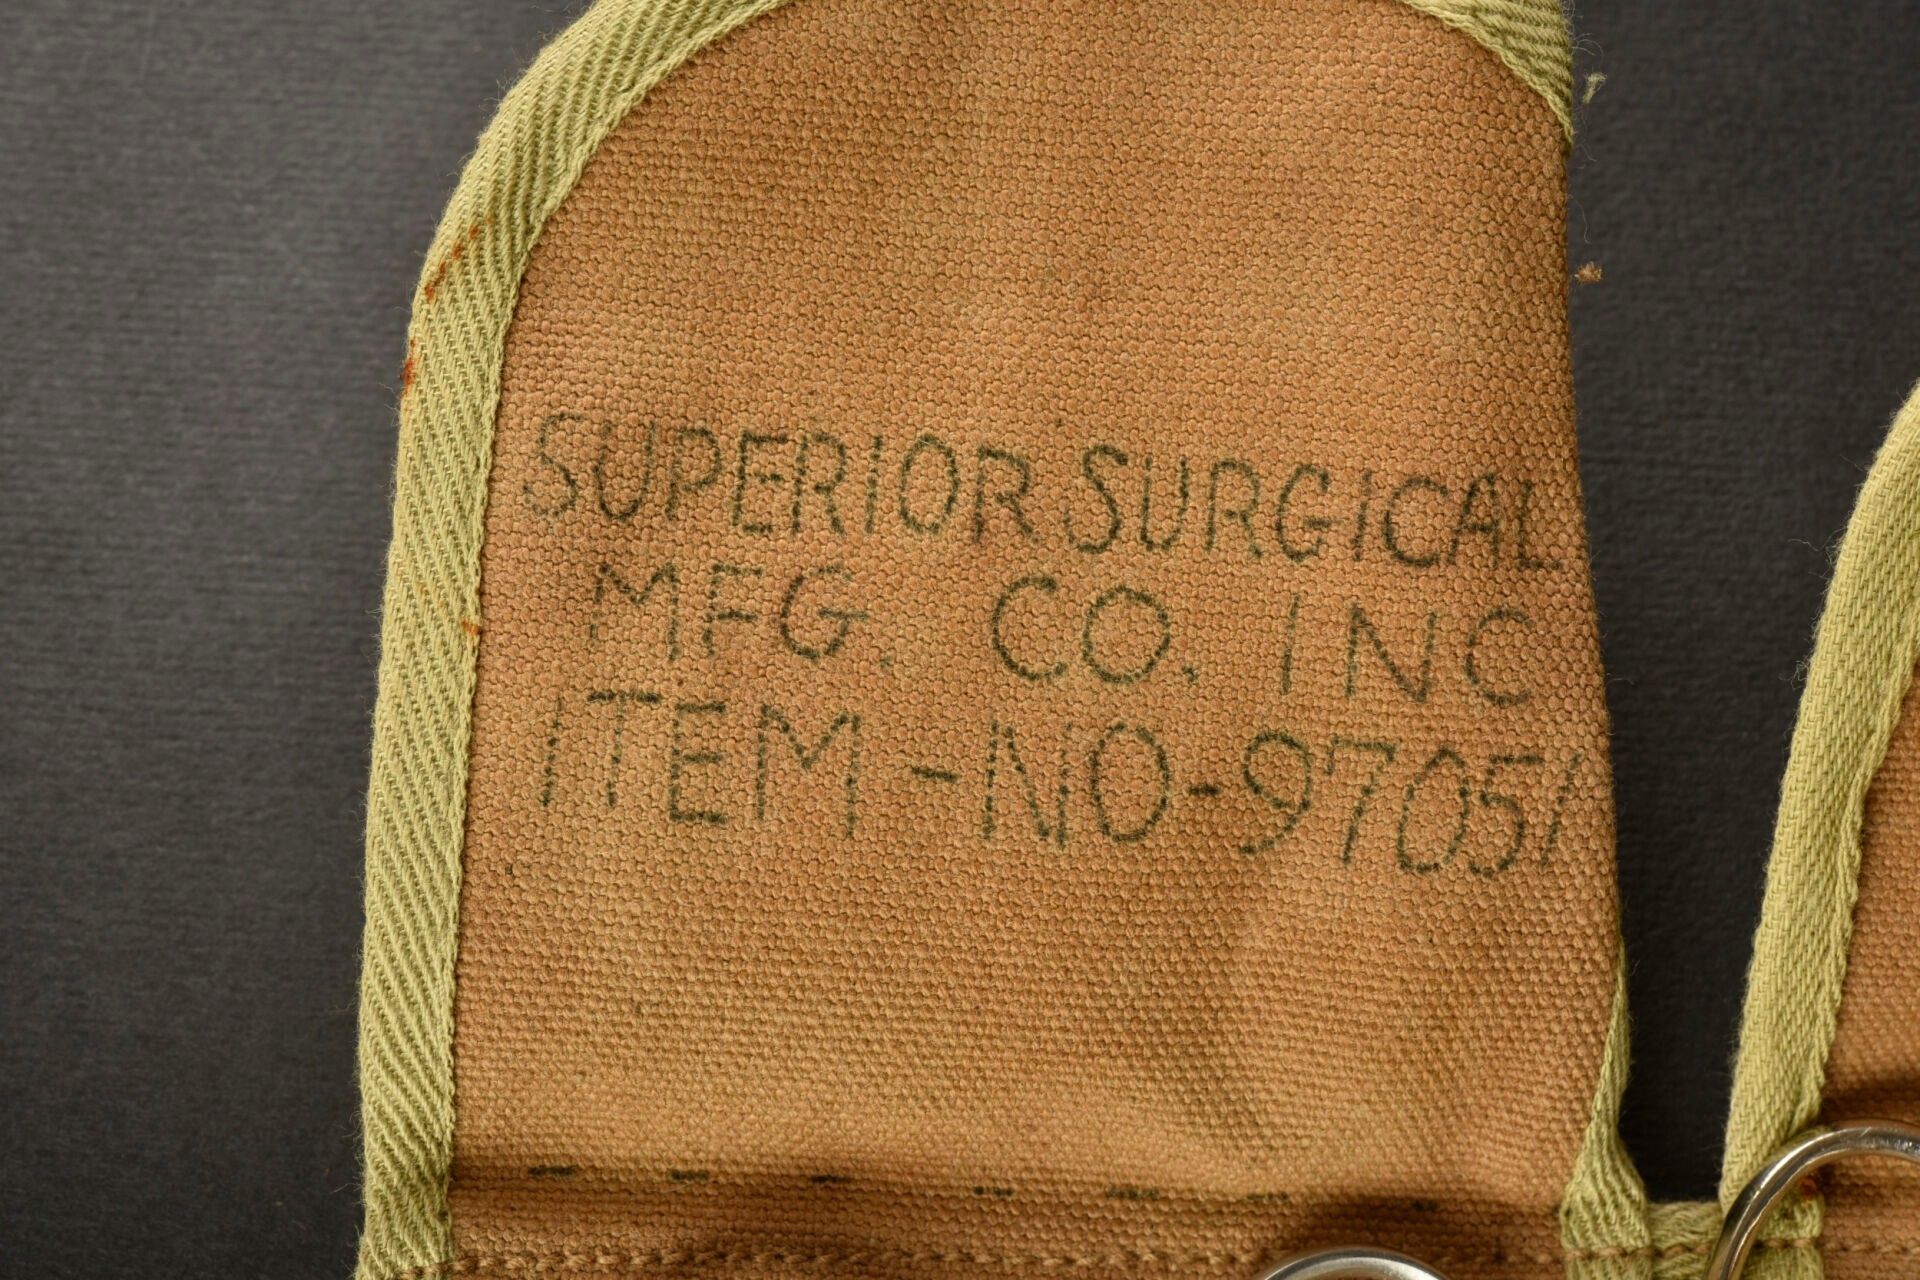 SUPERIOR SURGICAL
MFG. CO. INC
ITEM-NO-97051